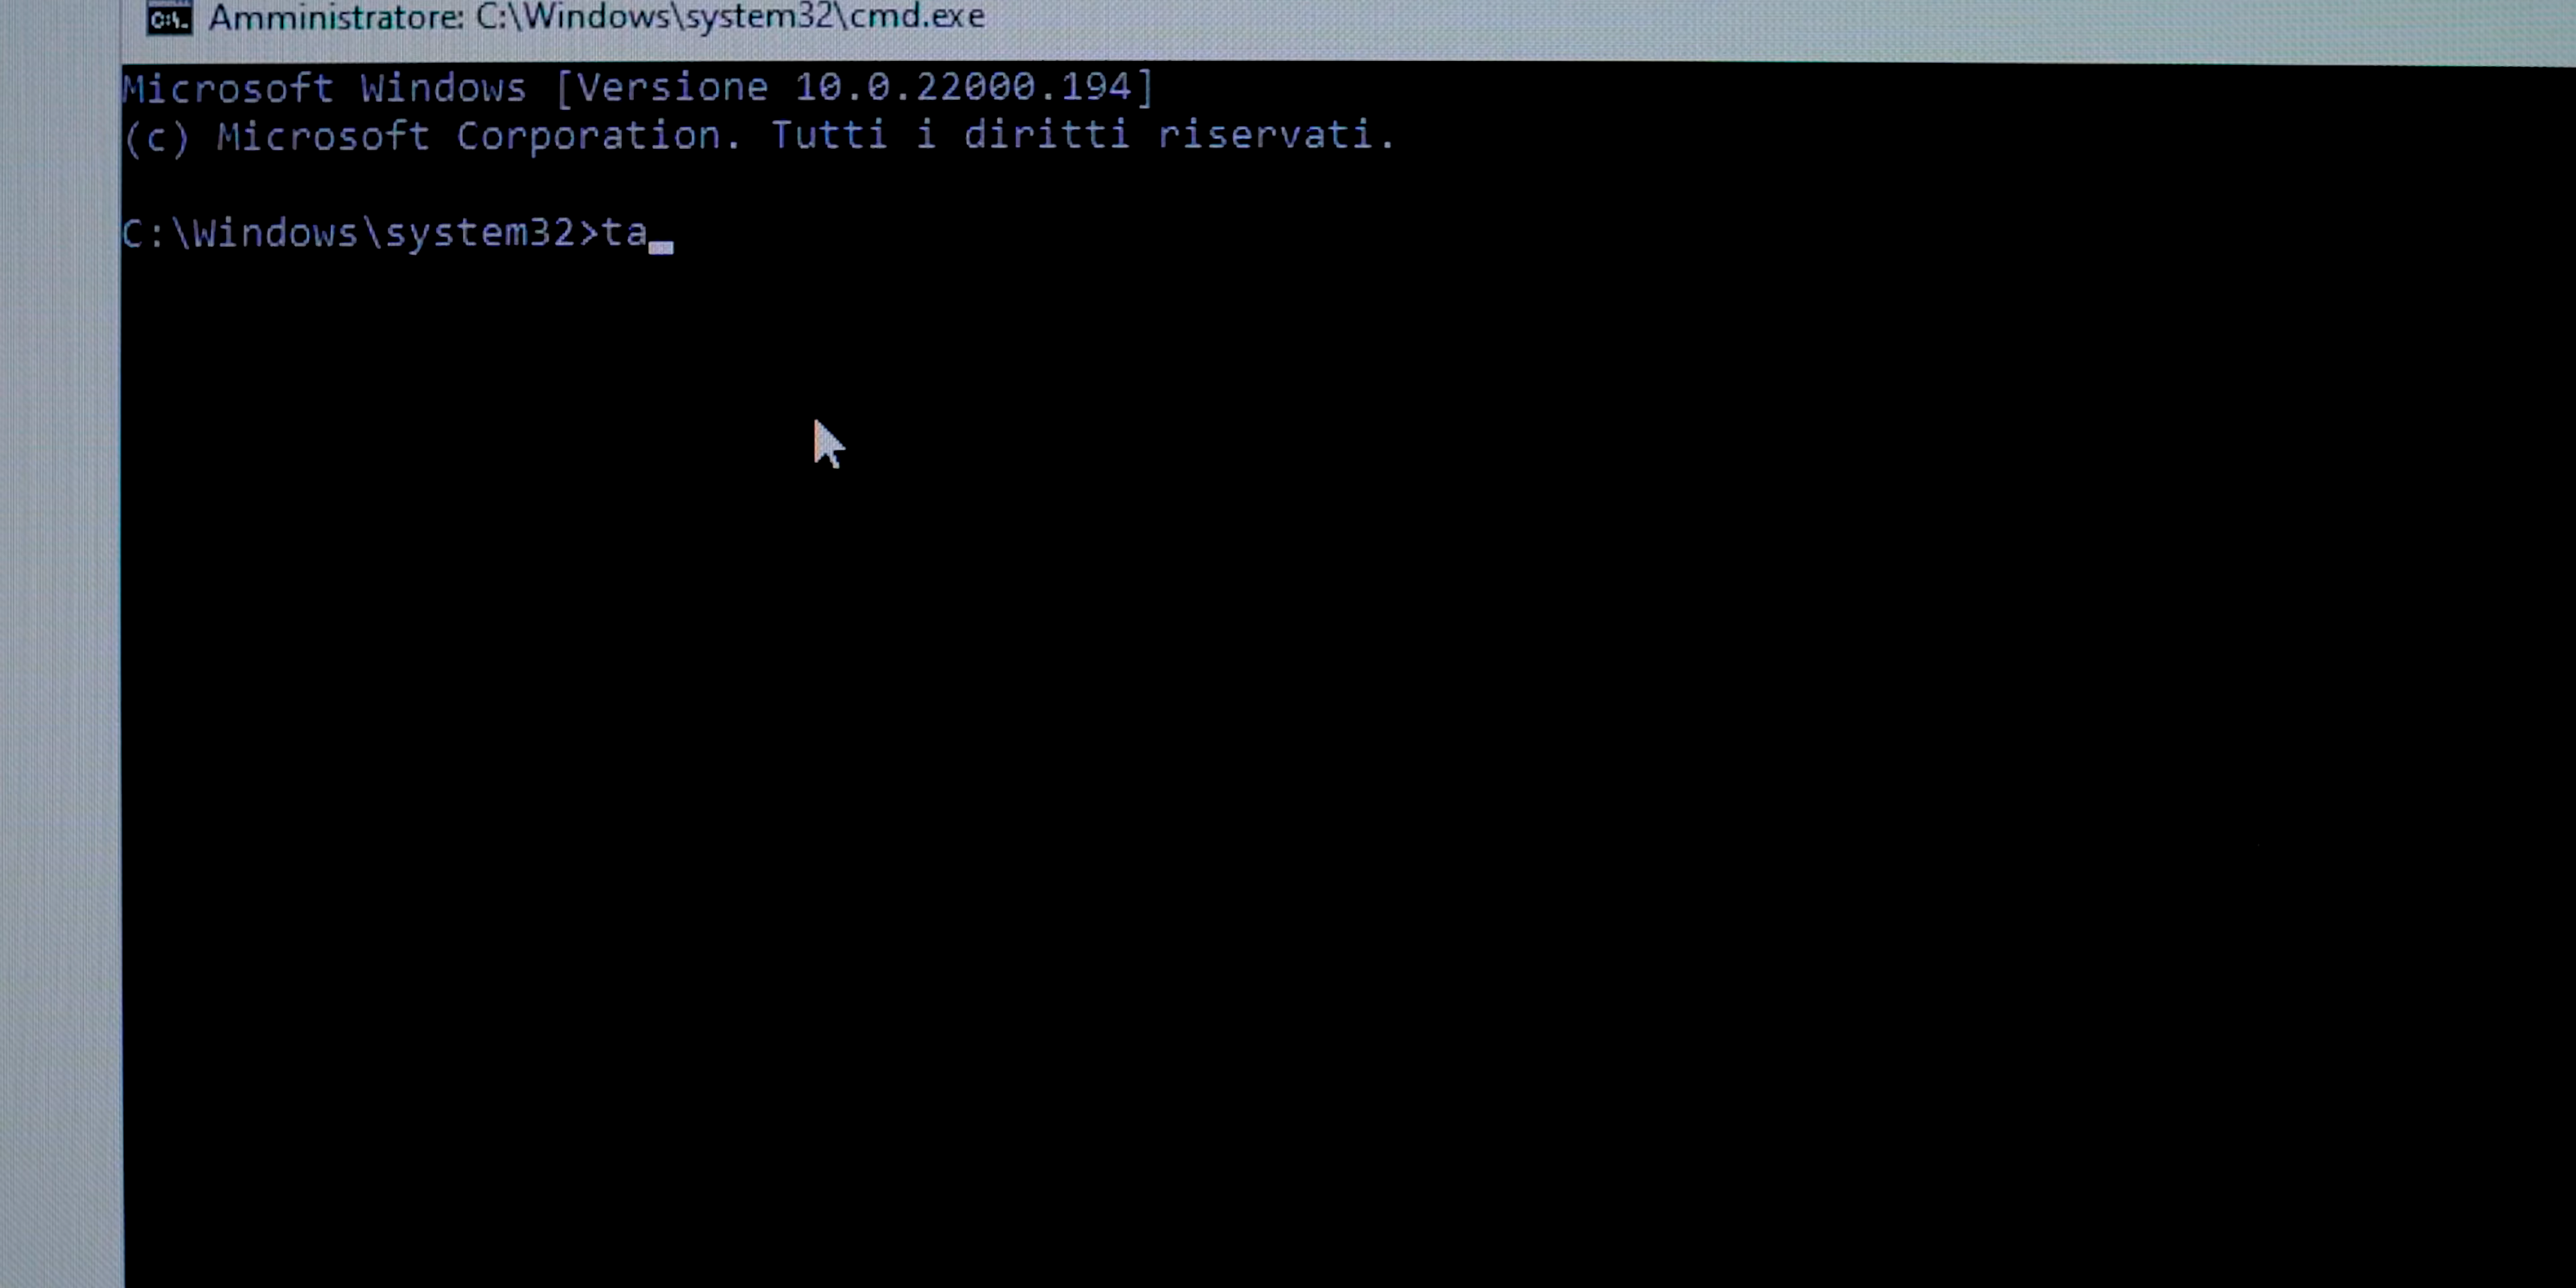 C:\. Amministratore: C:\Windows\system32\cmd.exe
Microsoft Windows [Versione 10.0.22000.194]
(c) Microsoft Corporation. Tutti i diritti riservati.
C:\Windows\system32>ta_